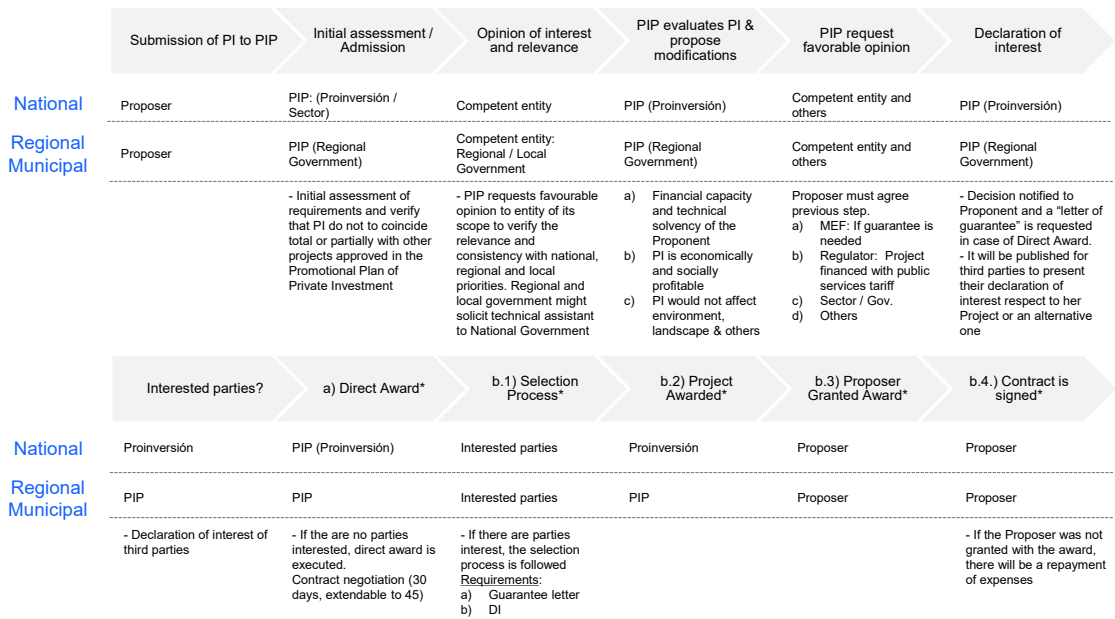 Submission of PI to PIP
Initial assessment /
Admission
Opinion of interest
and relevance
PIP evaluates PI &
propose
modifications
PIP request
favorable opinion
Declaration of
interest
National
Proposer
PIP: (Proinversión /
Sector)
Competent entity
PIP (Proinversión)
Competent entity and
others
PIP (Proinversión)
Regional
Municipal
Proposer
PIP (Regional
Government)
Competent entity:
Regional / Local
Government
PIP (Regional
Government)
Competent entity and
others
PIP (Regional
Government)
- Initial assessment of
requirements and verify
that PI do not to coincide
total or partially with other
projects approved in the
Promotional Plan of
Private Investment
- PIP requests favourable
opinion to entity of its
scope to verify the
relevance and
consistency with national,
regional and local
priorities. Regional and
local government might
solicit technical assistant
to National Government
a) Financial capacity
and technical
solvency of the
Proponent
b) PI is economically
and socially
profitable
c) PI would not affect
environment,
landscape & others
Proposer must agree
previous step.
a) MEF: If guarantee is
needed
b) Regulator: Project
financed with public
services tariff
c) Sector / Gov.
d) Others
- Decision notified to
Proponent and a “letter of
guarantee” is requested
in case of Direct Award.
- It will be published for
third parties to present
their declaration of
interest respect to her
Project or an alternative
one
Interested parties?
a) Direct Award*
b.1) Selection
Process*
b.2) Project
Awarded*
b.3) Proposer
Granted Award*
b.4.) Contract is
signed*
National
Proinversión
PIP (Proinversión)
Interested parties
Proinversión
Proposer
Proposer
Regional
Municipal
PIP
PIP
Interested parties
PIP
Proposer
Proposer
- Declaration of interest of
third parties
- If the are no parties
interested, direct award is
executed.
Contract negotiation (30
days, extendable to 45)
- If there are parties
interest, the selection
process is followed
Requirements:
a) Guarantee letter
b) DI
- If the Proposer was not
granted with the award,
there will be a repayment
of expenses